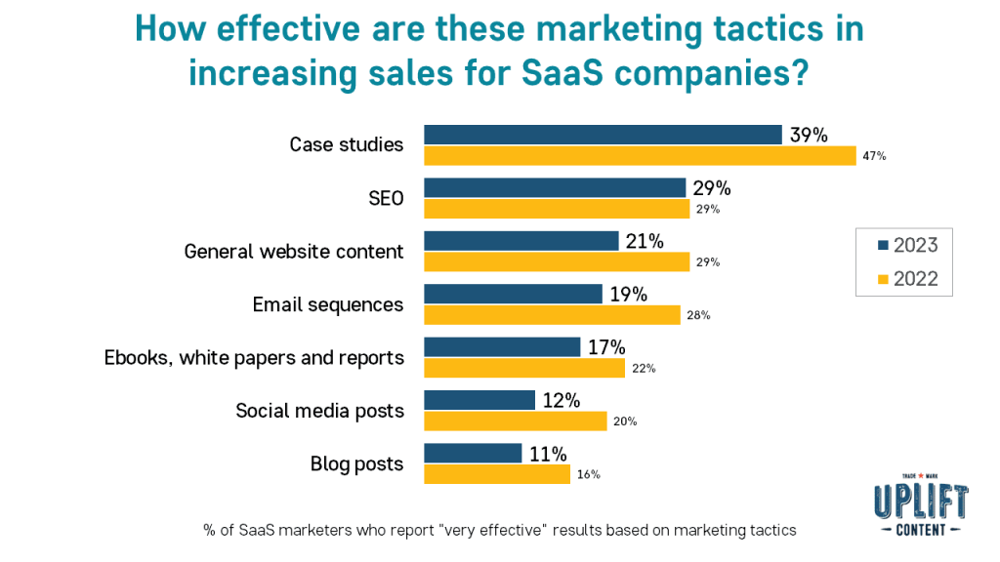 How effective are these marketing tactics in
increasing sales for SaaS companies?
Case studies
39%
47%
SEO
29%
29%
General website content
21%
29%
Email sequences
19%
28%
Ebooks, white papers and reports
17%
22%
Social media posts
12%
20%
Blog posts
11%
16%
2023
2022
% of SaaS marketers who report "very effective" results based on marketing tactics
TRADE MARK
UPLIFT
CONTENT